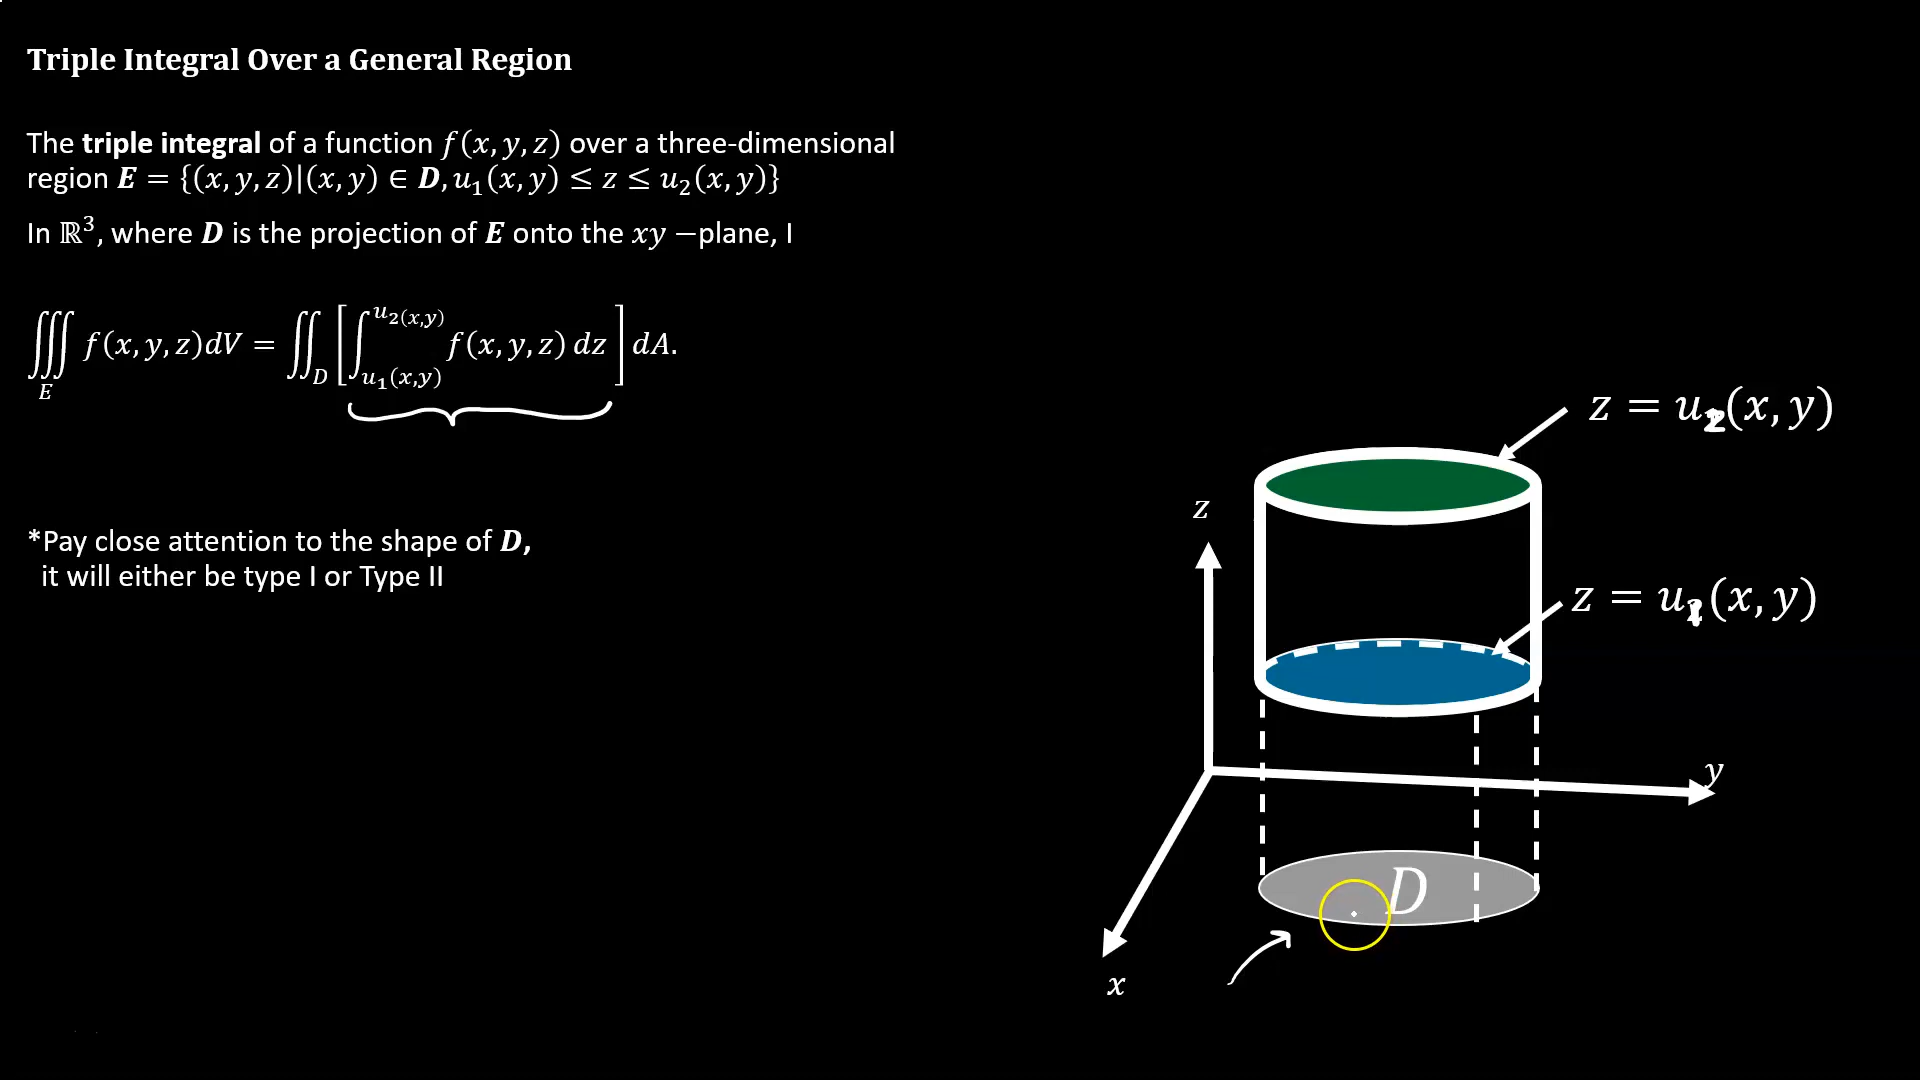 Triple Integral Over a General Region
The triple integral of a function f(x, y, z) over a three-dimensional
region E = {(x, y, z)|(x, y) ∈ D, u₁(x, y) ≤ z ≤ u₂(x, y)}
In ℝ³, where D is the projection of E onto the xy −plane, I
∭_E f(x, y, z)dV = ∬_D [∫_{u₁(x,y)}^{u₂(x,y)} f(x, y, z) dz] dA.
*Pay close attention to the shape of D,
it will either be type I or Type II
z = u₂(x, y)
z
z = u₁(x, y)
y
D
x